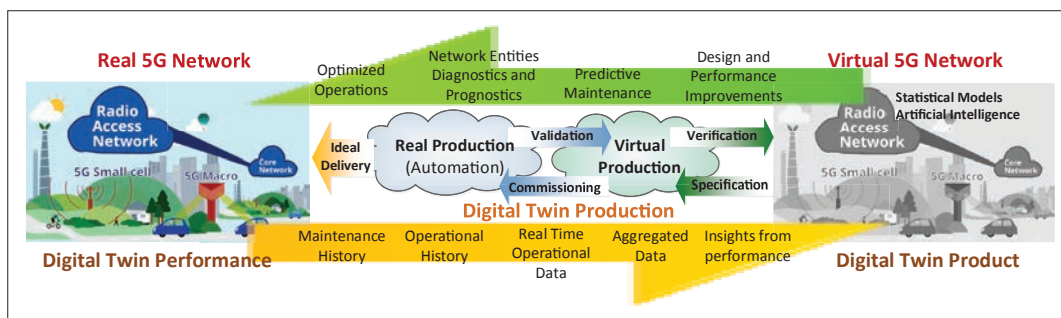 Real 5G Network
Radio
Access
Network
Core
Network
5G Small cell
5G Macro
Digital Twin Performance
Optimized
Operations
Network Entities
Diagnostics and
Prognostics
Predictive
Maintenance
Design and
Performance
Improvements
Ideal
Delivery
Real Production
(Automation)
Validation
Commissioning
Virtual
Production
Verification
Specification
Digital Twin Production
Maintenance
History
Operational
History
Real Time
Operational
Data
Aggregated
Data
Insights from
performance
Virtual 5G Network
Statistical Models
Artificial Intelligence
Radio
Access
Network
Core
Network
5G Small cell
5G Macro
Digital Twin Product